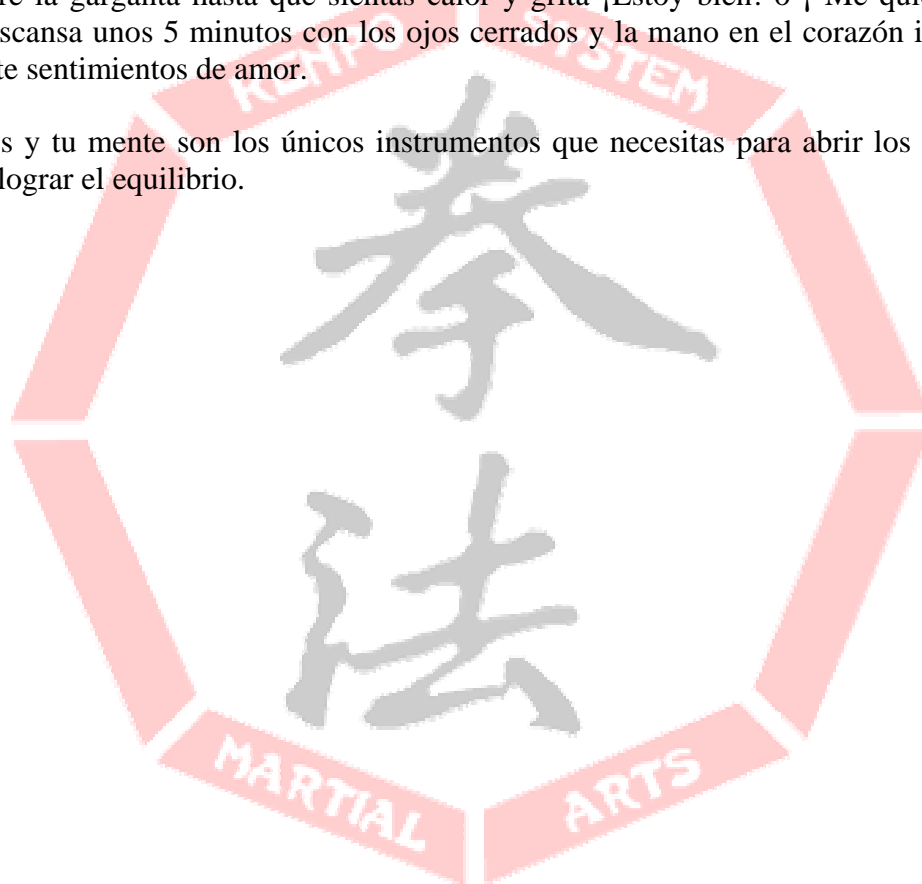 re la garganta hasta que sientas calor y grita ¡Estoy bien! o ¡ Me qui
scansa unos 5 minutos con los ojos cerrados y la mano en el corazón i
te sentimientos de amor.
s y tu mente son los únicos instrumentos que necesitas para abrir los
lograr el equilibrio.
KENPO SYSTEM
拳
法
MARTIAL ARTS